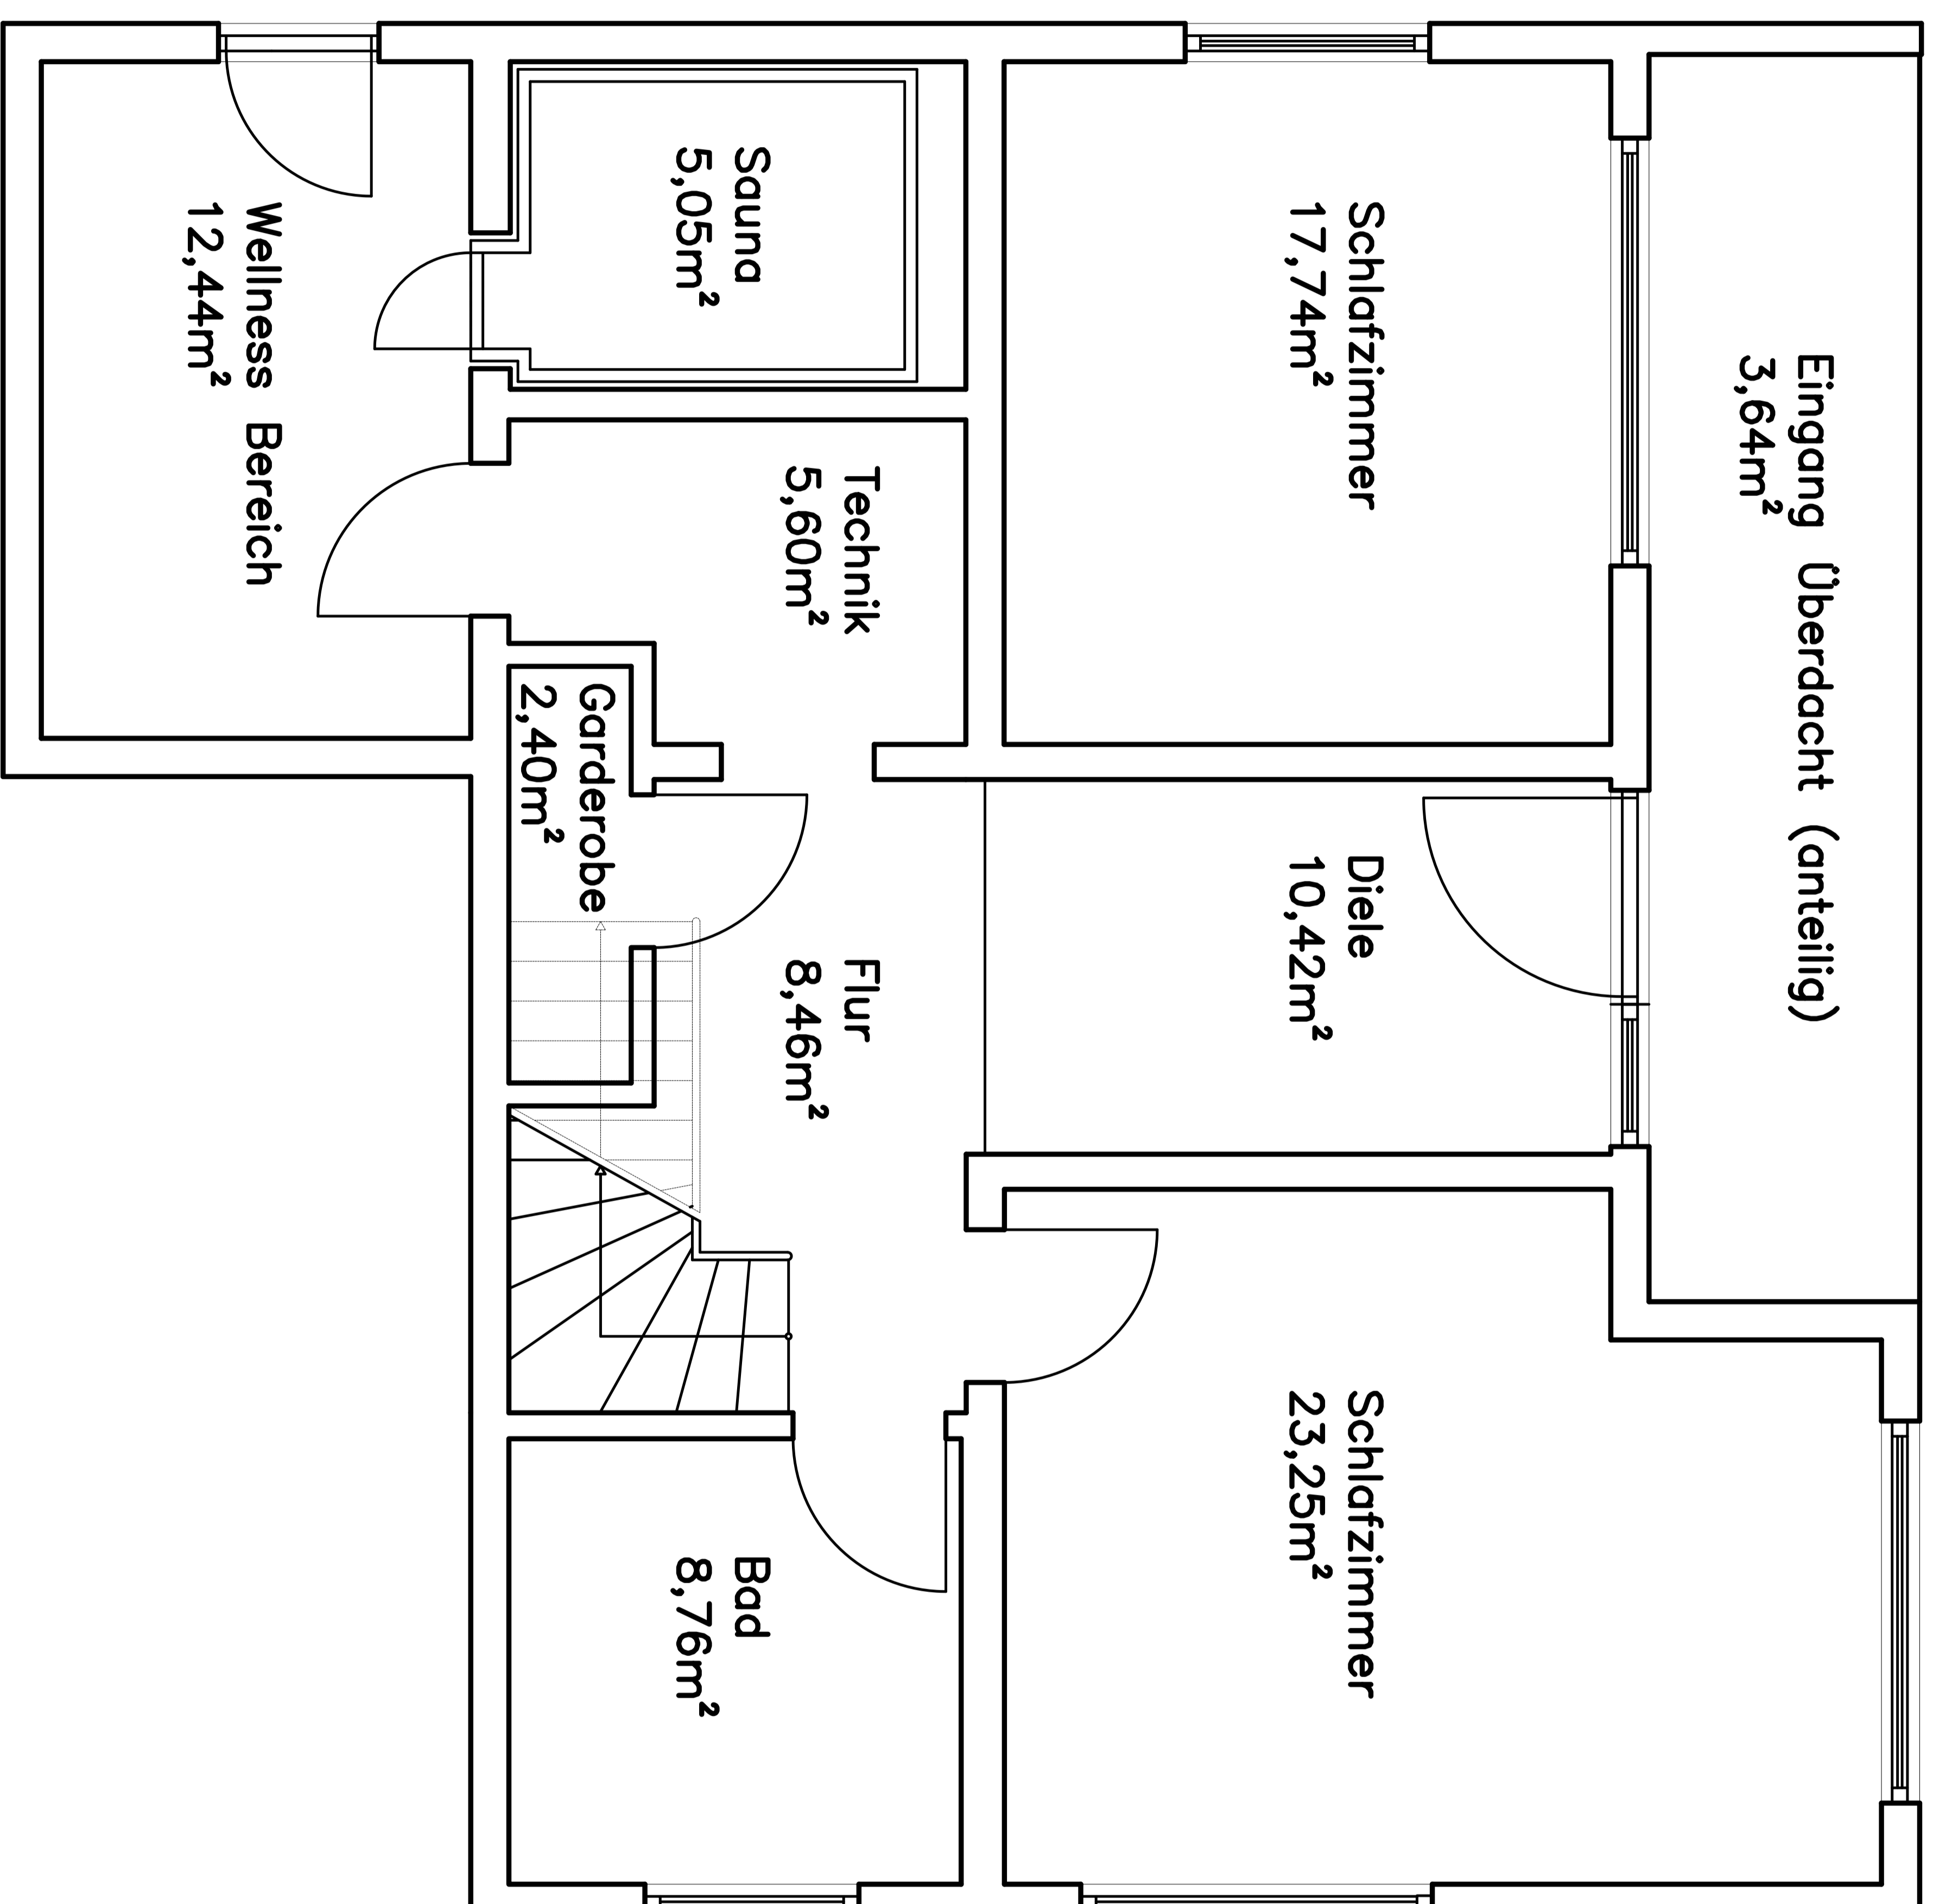 Eingang Überdacht (anteilig)
3,64m²
Schlafzimmer
17,74m²
Diele
10,42m²
Schlafzimmer
23,25m²
Technik
5,60m²
Flur
8,46m²
Sauna
5,05m²
Bad
8,76m²
Garderobe
2,40m²
Wellness Bereich
12,44m²